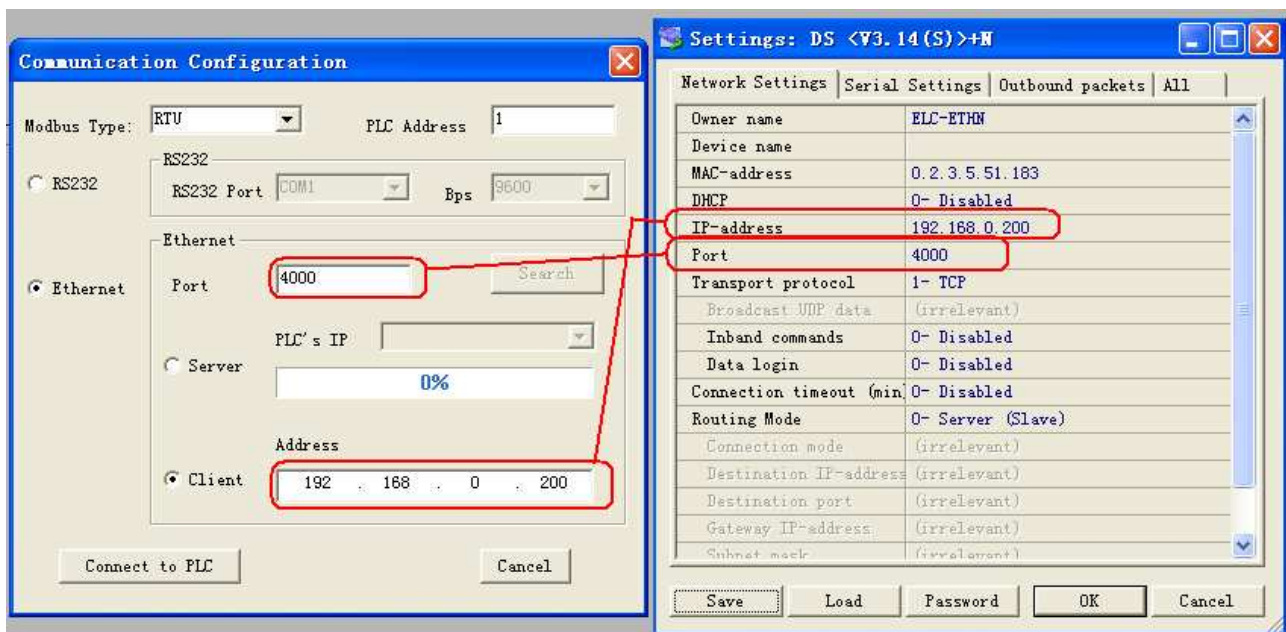 Communication Configuration
Modbus Type:
RTU
PLC Address
1
RS232
RS232
RS232 Port
COM1
Bps
9600
Ethernet
Ethernet
Port
4000
Search
PLC's IP
Server
0%
Address
Client
192 . 168 . 0 . 200
Connect to PLC
Cancel
Settings: DS <V3.14(S)>+N
Network Settings
Serial Settings
Outbound packets
All
Owner name
ELC-ETHN
Device name
MAC-address
0.2.3.5.51.183
DHCP
0- Disabled
IP-address
192.168.0.200
Port
4000
Transport protocol
1- TCP
Broadcast UDP data
(irrelevant)
Inband commands
0- Disabled
Data login
0- Disabled
Connection timeout (min
0- Disabled
Routing Mode
0- Server (Slave)
Connection mode
(irrelevant)
Destination IP-address
(irrelevant)
Destination port
(irrelevant)
Gateway IP-address
(irrelevant)
Subnet mask
(irrelevant)
Save
Load
Password
OK
Cancel